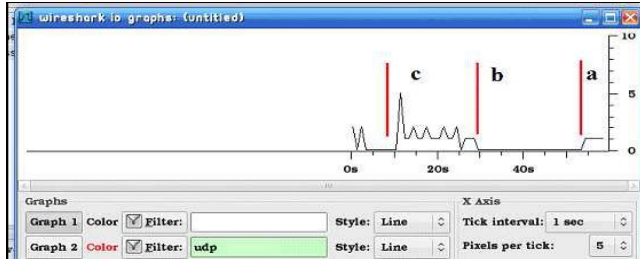 wireshark io graphs: (untitled)
10
c b a
5
0
0s 20s 40s
Graphs X Axis
Graph 1 Color Filter: Style: Line Tick interval: 1 sec
Graph 2 Color Filter: udp Style: Line Pixels per tick: 5